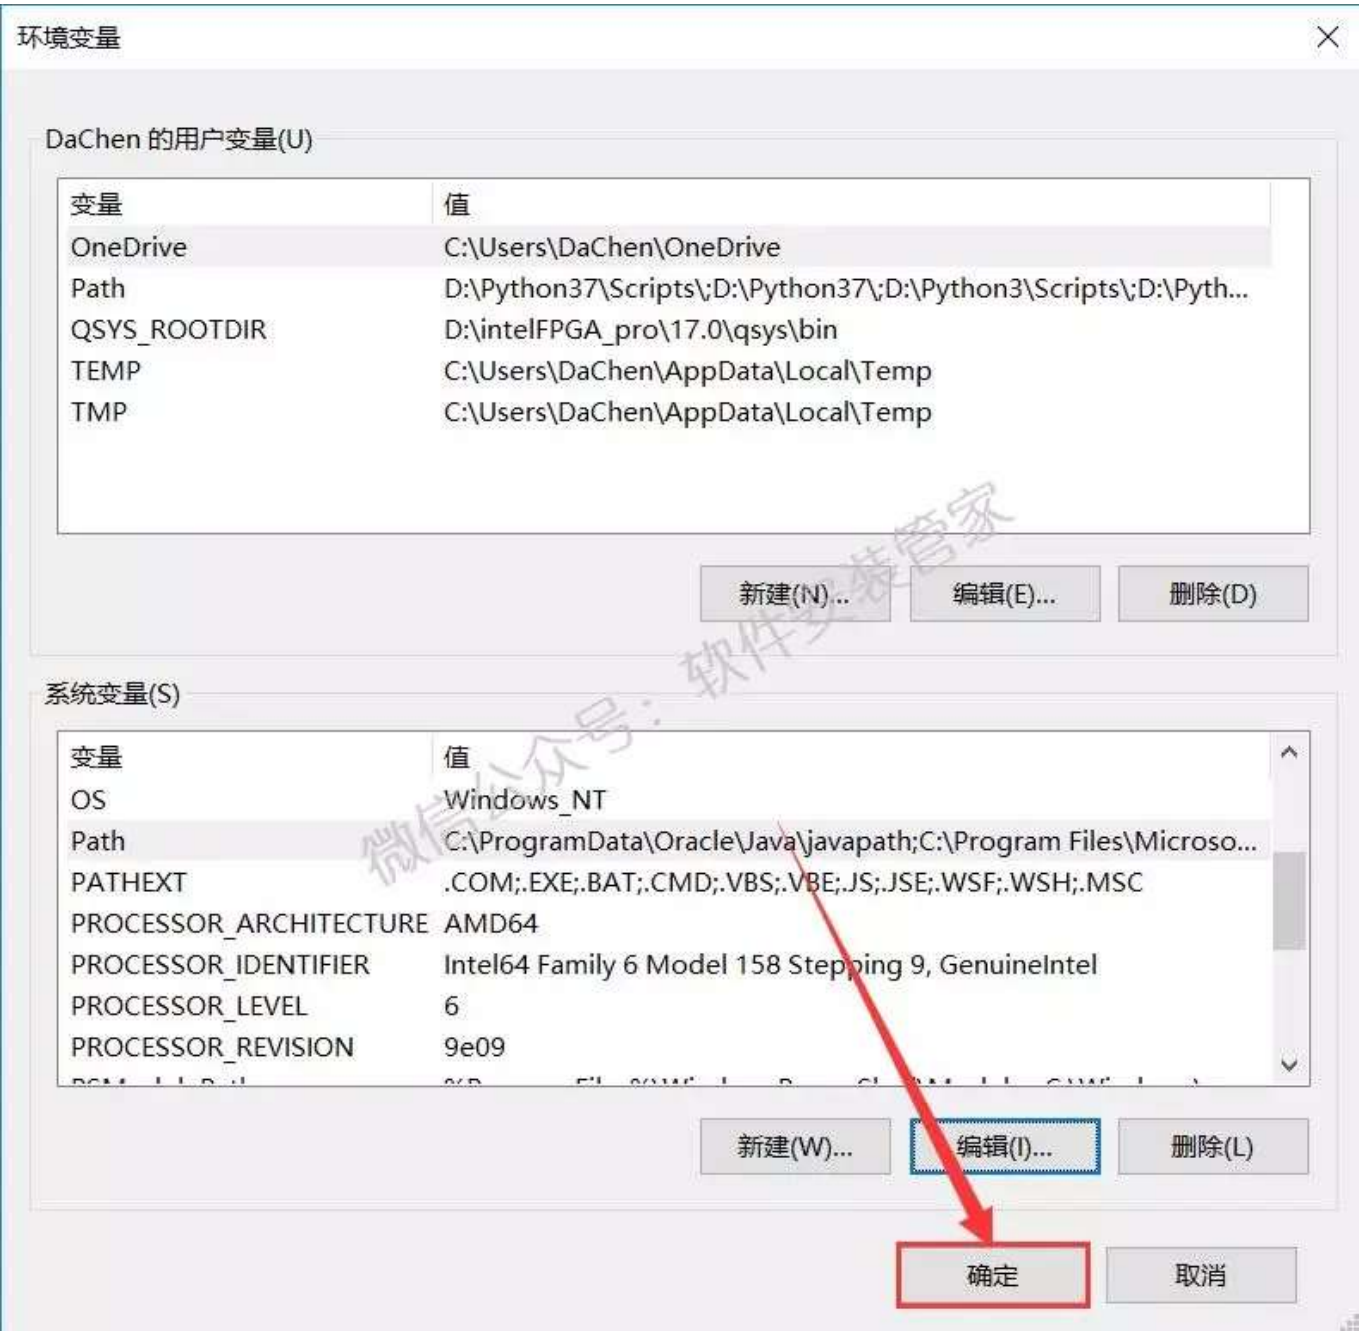 环境变量
DaChen 的用户变量(U)
变量 值
OneDrive C:\Users\DaChen\OneDrive
Path D:\Python37\Scripts\;D:\Python37\;D:\Python3\Scripts\;D:\Pyth...
QSYS_ROOTDIR D:\intelFPGA_pro\17.0\qsys\bin
TEMP C:\Users\DaChen\AppData\Local\Temp
TMP C:\Users\DaChen\AppData\Local\Temp
新建(N)... 编辑(E)... 删除(D)
微信公众号：软件安装管家
系统变量(S)
变量 值
OS Windows_NT
Path C:\ProgramData\Oracle\Java\javapath;C:\Program Files\Microso...
PATHEXT .COM;.EXE;.BAT;.CMD;.VBS;.VBE;.JS;.JSE;.WSF;.WSH;.MSC
PROCESSOR_ARCHITECTURE AMD64
PROCESSOR_IDENTIFIER Intel64 Family 6 Model 158 Stepping 9, GenuineIntel
PROCESSOR_LEVEL 6
PROCESSOR_REVISION 9e09
新建(W)... 编辑(I)... 删除(L)
确定 取消